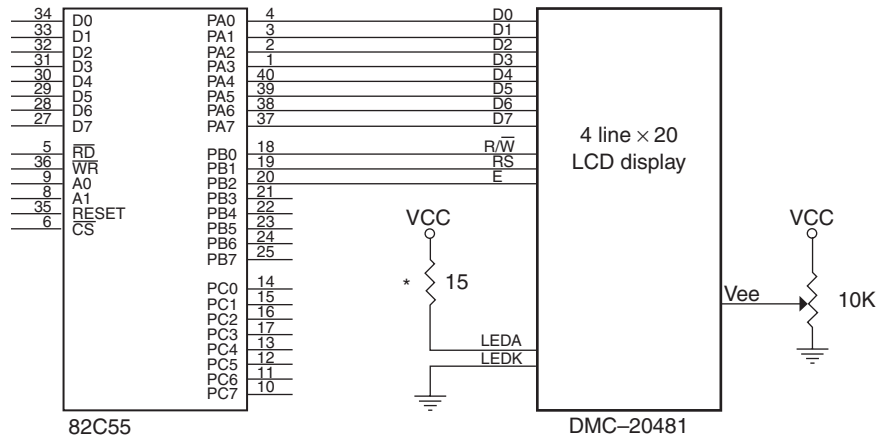 34 D0 PA0 4 D0
33 D1 PA1 3 D1
32 D2 PA2 2 D2
31 D3 PA3 1 D3
30 D4 PA4 40 D4
29 D5 PA5 39 D5
28 D6 PA6 38 D6
27 D7 PA7 37 D7
5 R̅D̅ PB0 18 R/W̅
36 W̅R̅ PB1 19 RS
9 A0 PB2 20 E
8 A1 PB3 21
35 RESET PB4 22
6 C̅S̅ PB5 23
PB6 24
PB7 25
PC0 14
PC1 15
PC2 16
PC3 17
PC4 13
PC5 12
PC6 11
PC7 10
82C55
VCC
* 15
LEDA
LEDK
4 line × 20
LCD display
DMC–20481
Vee
VCC
10K